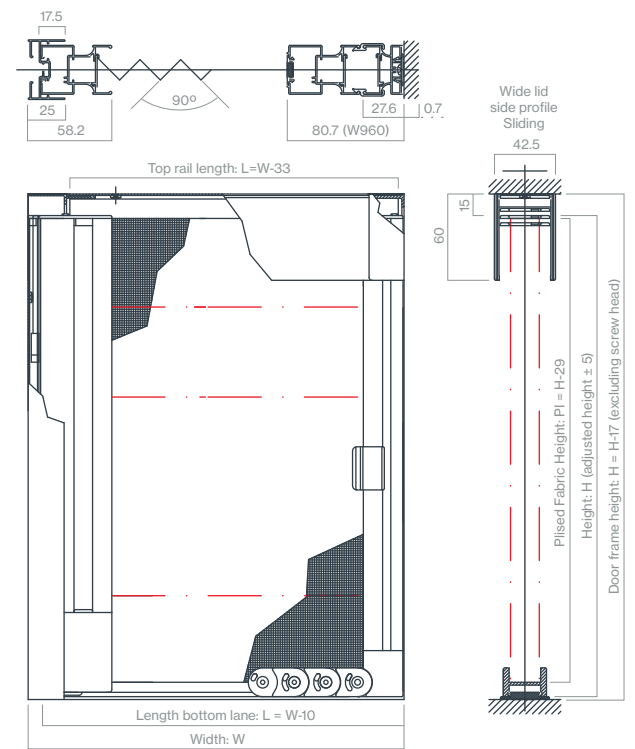 17.5
90º
25
58.2
27.6
0.7
80.7 (W960)
Wide lid
side profile
Sliding
42.5
Top rail length: L=W-33
15
60
Plised Fabric Height: Pl = H-29
Height: H (adjusted height ± 5)
Door frame height: H = H-17 (excluding screw head)
Length bottom lane: L = W-10
Width: W